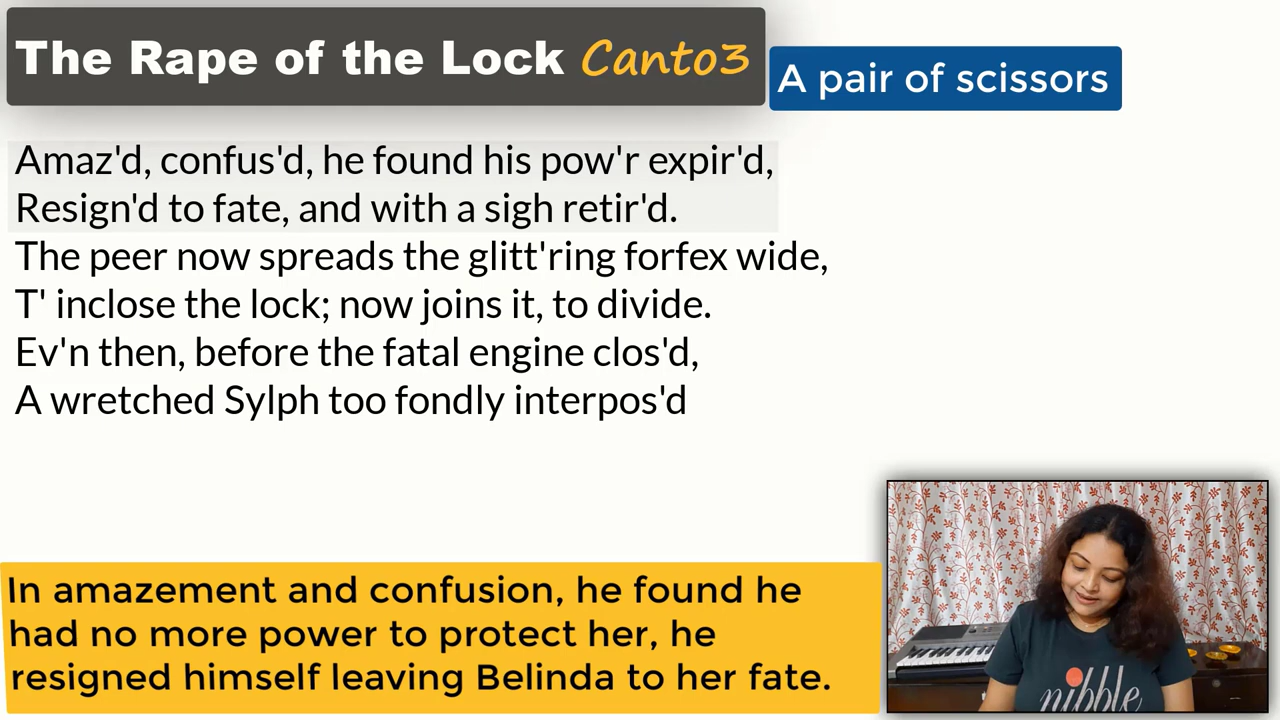 The Rape of the Lock Canto3
A pair of scissors
Amaz'd, confus'd, he found his pow'r expir'd,
Resign'd to fate, and with a sigh retir'd.
The peer now spreads the glitt'ring forfex wide,
T' inclose the lock; now joins it, to divide.
Ev'n then, before the fatal engine clos'd,
A wretched Sylph too fondly interpos'd
In amazement and confusion, he found he
had no more power to protect her, he
resigned himself leaving Belinda to her fate.
nibble